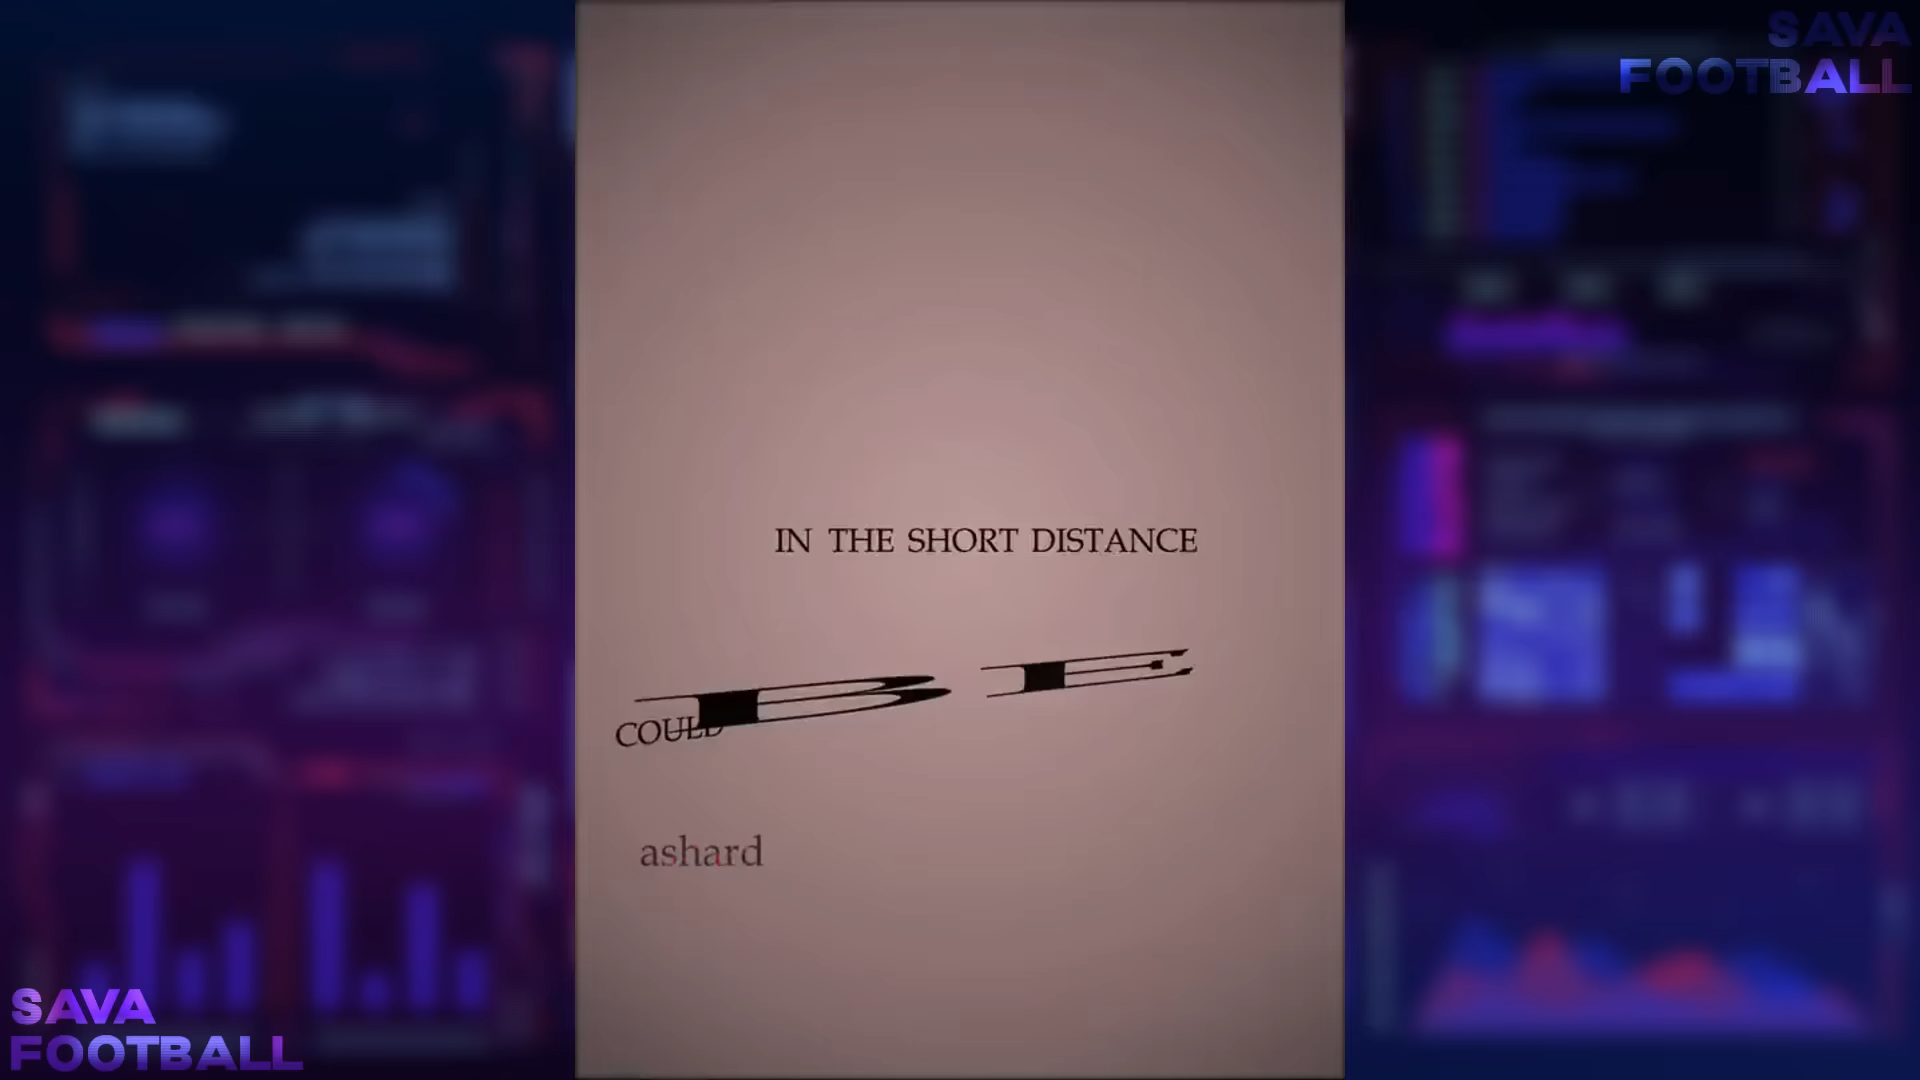 SAVA
FOOTBALL
IN THE SHORT DISTANCE
BE
COULD
ashard
SAVA
FOOTBALL